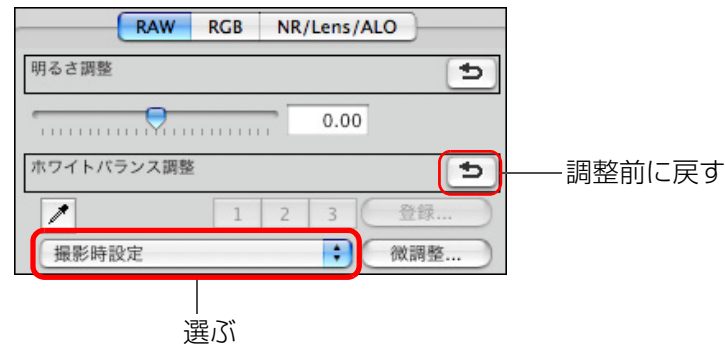 RAW RGB NR/Lens/ALO
明るさ調整
0.00
ホワイトバランス調整
調整前に戻す
1 2 3 登録...
撮影時設定 微調整...
選ぶ